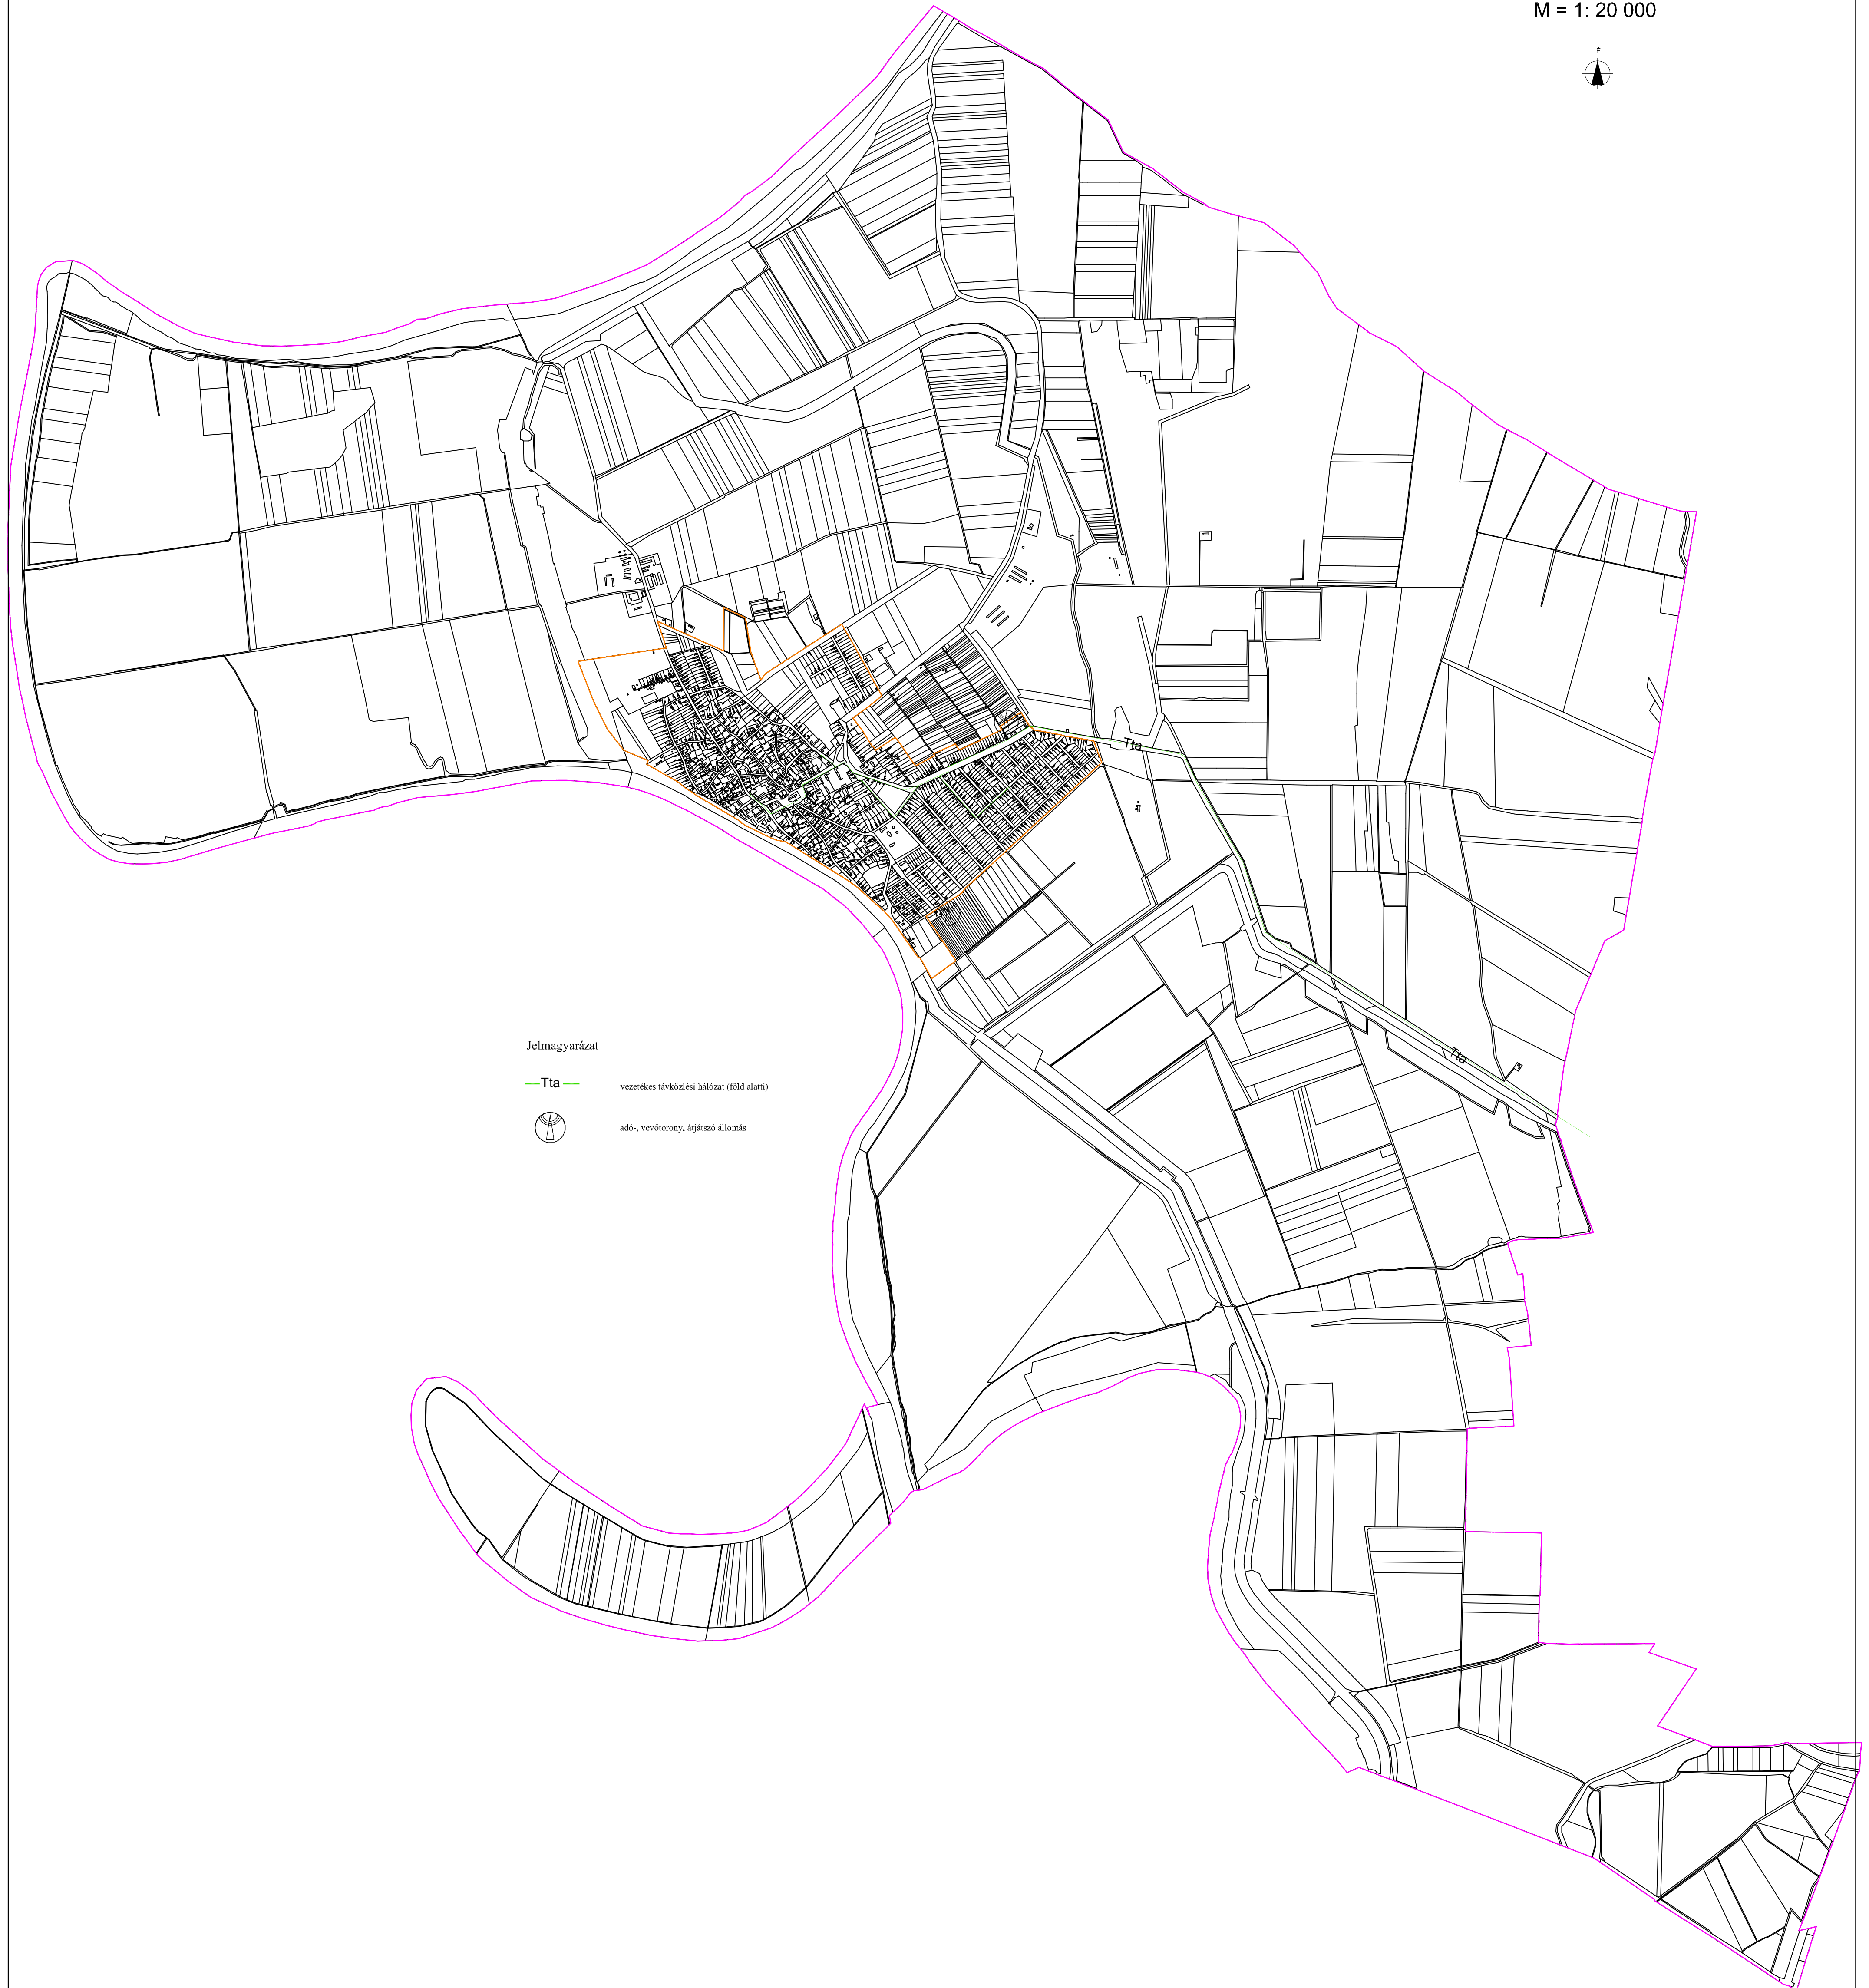 M = 1: 20 000
É
Tta
Tta
Jelmagyarázat
Tta
vezetékes távközlési hálózat (föld alatti)
adó-, vevőtorony, átjátszó állomás